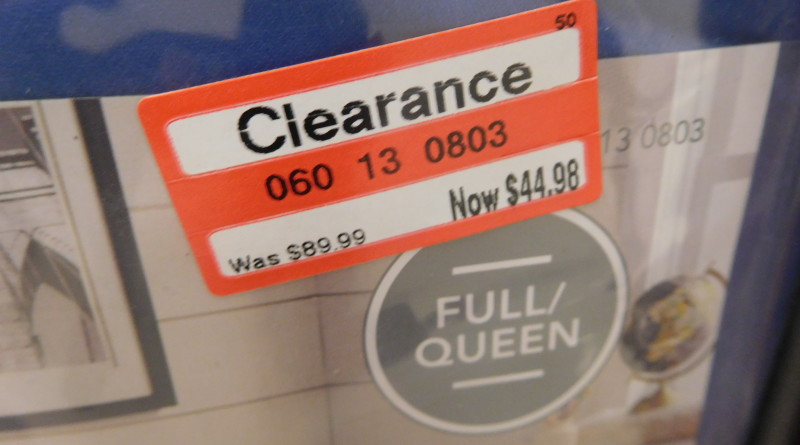 50
Clearance
060 13 0803
13 0803
Now $44.98
Was $89.99
FULL/
QUEEN